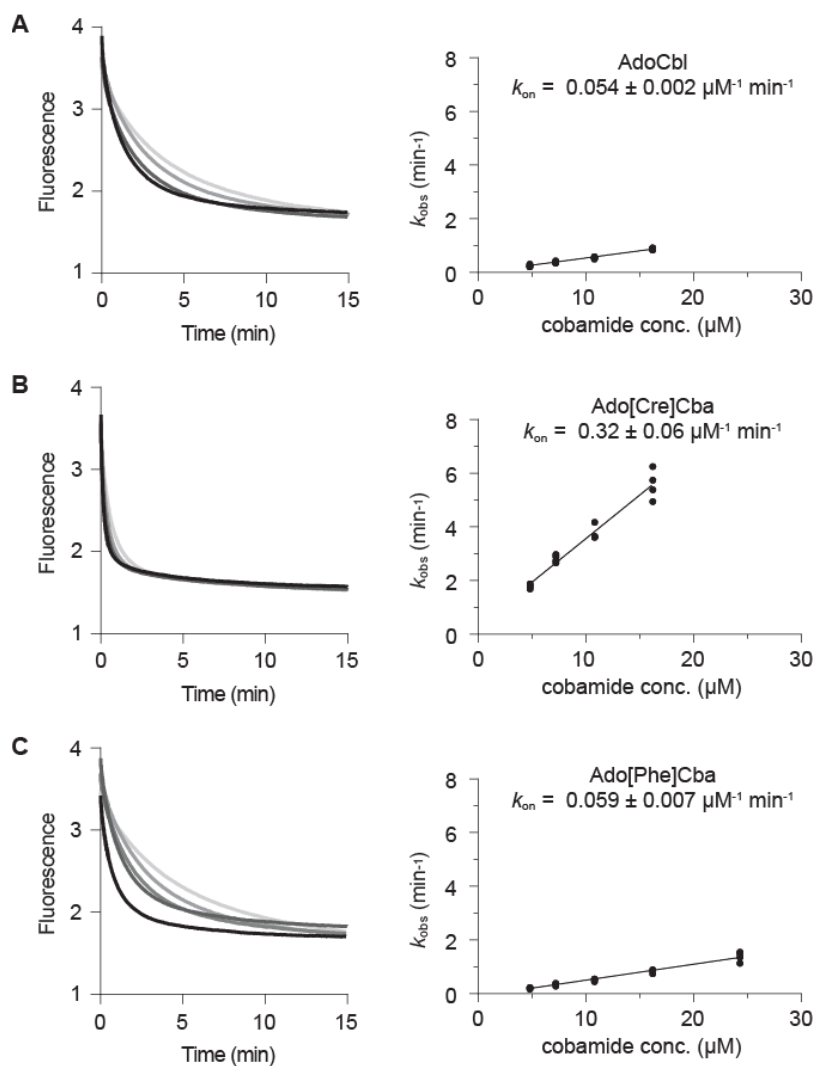 A
4
3
2
1
Fluorescence
0
5
10
15
Time (min)
8
6
4
2
0
kobs (min-1)
AdoCbl
kon = 0.054 ± 0.002 µM-1 min-1
0
10
20
30
cobamide conc. (µM)
B
4
3
2
1
Fluorescence
0
5
10
15
Time (min)
8
6
4
2
0
kobs (min-1)
Ado[Cre]Cba
kon = 0.32 ± 0.06 µM-1 min-1
0
10
20
30
cobamide conc. (µM)
C
4
3
2
1
Fluorescence
0
5
10
15
Time (min)
8
6
4
2
0
kobs (min-1)
Ado[Phe]Cba
kon = 0.059 ± 0.007 µM-1 min-1
0
10
20
30
cobamide conc. (µM)